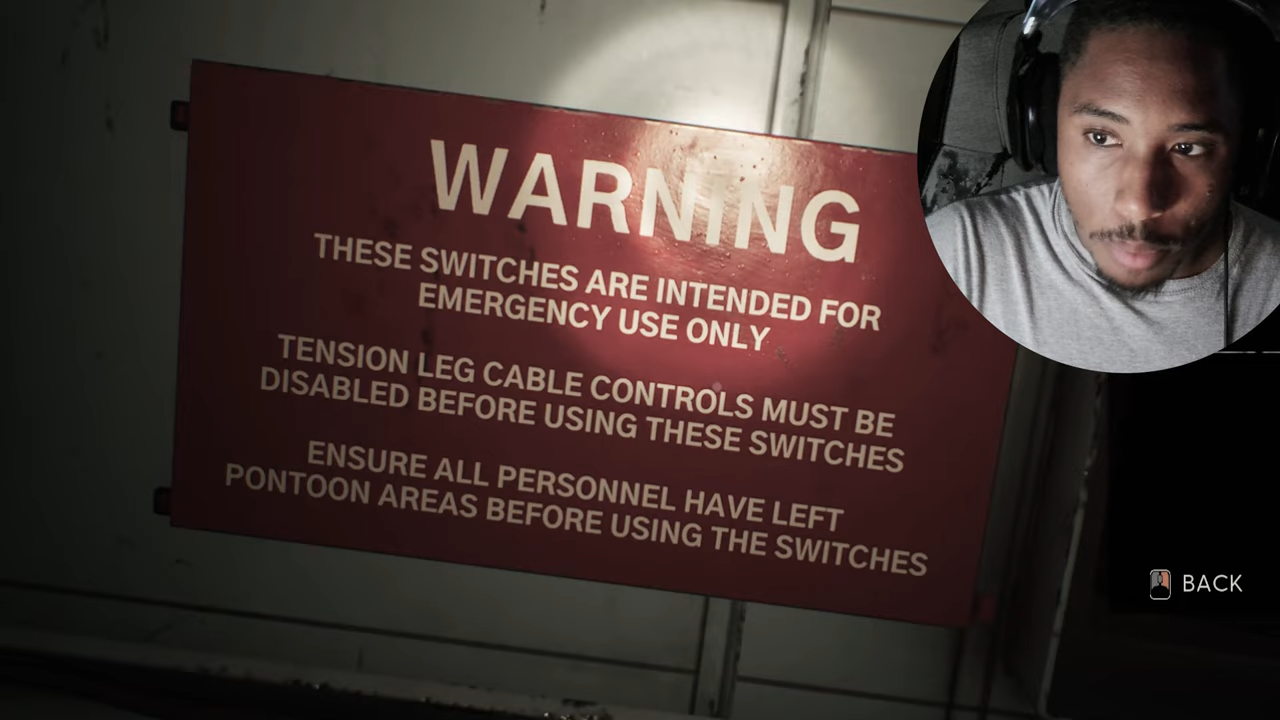 WARNING
THESE SWITCHES ARE INTENDED FOR
EMERGENCY USE ONLY
TENSION LEG CABLE CONTROLS MUST BE
DISABLED BEFORE USING THESE SWITCHES
ENSURE ALL PERSONNEL HAVE LEFT
PONTOON AREAS BEFORE USING THE SWITCHES
BACK